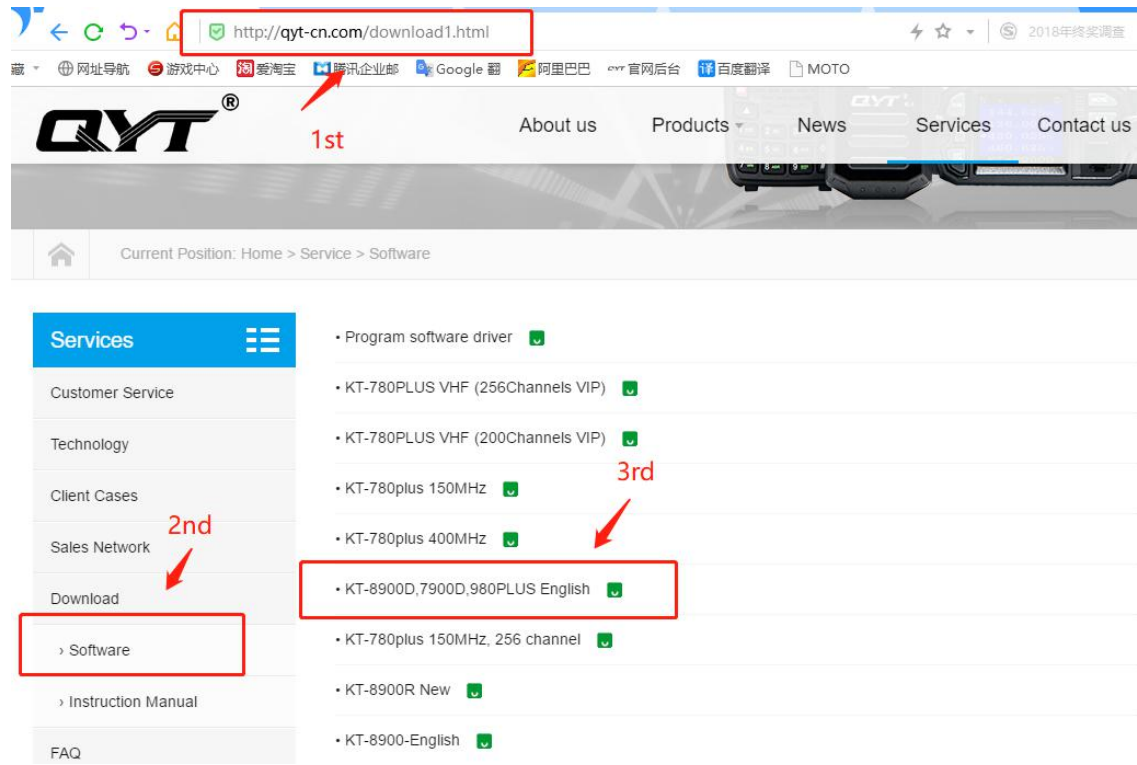 http://qyt-cn.com/download1.html
2018年终奖调查
藏 网址导航 游戏中心 爱淘宝 腾讯企业邮 Google 翻 阿里巴巴 官网后台 百度翻译 MOTO
QYT®
1st
About us Products News Services Contact us
Current Position: Home > Service > Software
Services
Customer Service
Technology
Client Cases
Sales Network
2nd
Download
› Software
› Instruction Manual
FAQ
• Program software driver
• KT-780PLUS VHF (256Channels VIP)
• KT-780PLUS VHF (200Channels VIP)
3rd
• KT-780plus 150MHz
• KT-780plus 400MHz
• KT-8900D,7900D,980PLUS English
• KT-780plus 150MHz, 256 channel
• KT-8900R New
• KT-8900-English